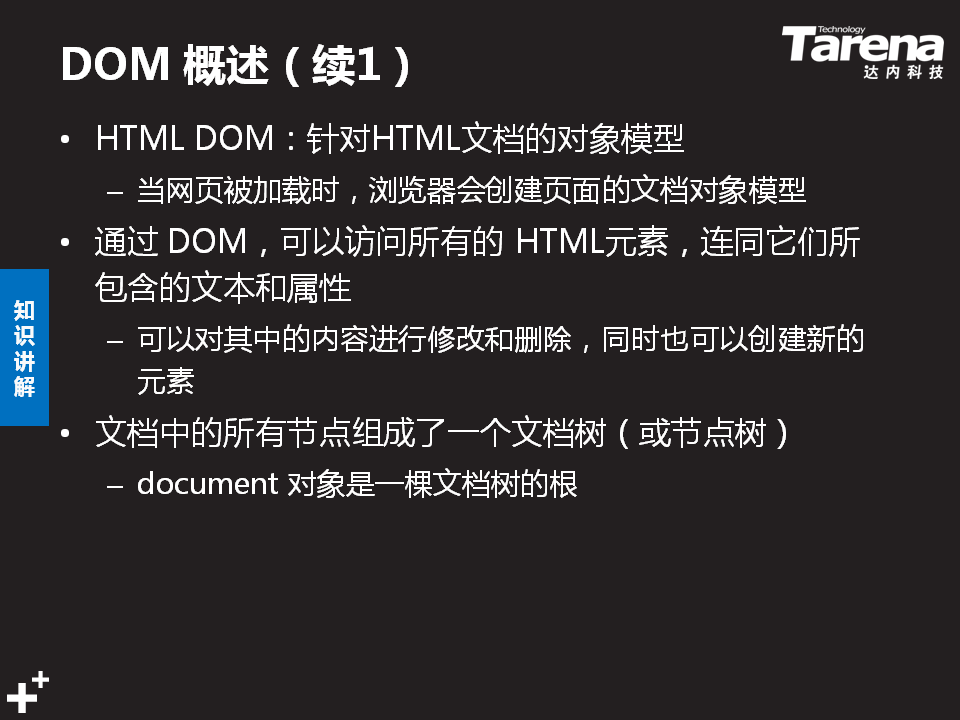 DOM 概述（续1）
Technology
Tarena
达内科技
• HTML DOM：针对HTML文档的对象模型
– 当网页被加载时，浏览器会创建页面的文档对象模型
• 通过 DOM，可以访问所有的 HTML元素，连同它们所
包含的文本和属性
– 可以对其中的内容进行修改和删除，同时也可以创建新的
元素
• 文档中的所有节点组成了一个文档树（或节点树）
– document 对象是一棵文档树的根
知
识
讲
解